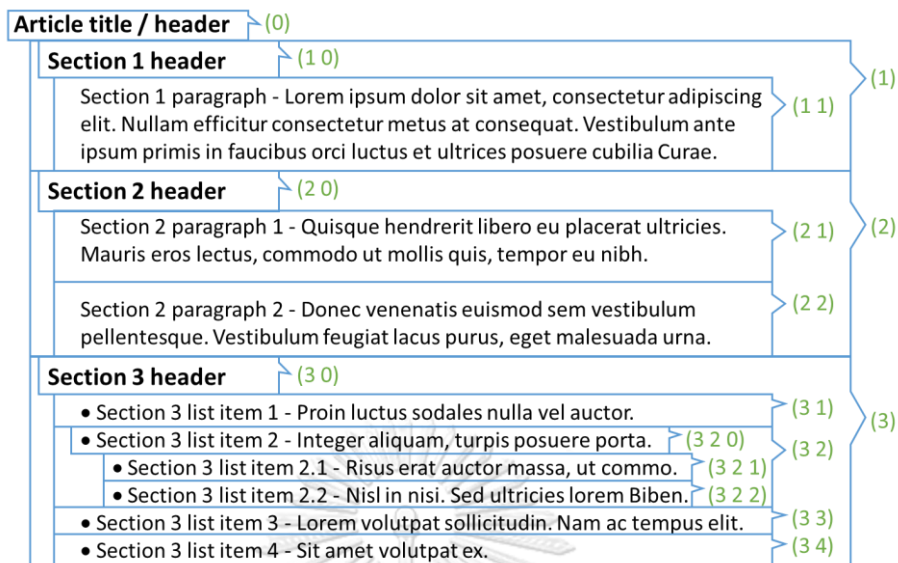 Article title / header (0)
Section 1 header (1 0)
(1)
Section 1 paragraph - Lorem ipsum dolor sit amet, consectetur adipiscing
elit. Nullam efficitur consectetur metus at consequat. Vestibulum ante
ipsum primis in faucibus orci luctus et ultrices posuere cubilia Curae.
(1 1)
Section 2 header (2 0)
Section 2 paragraph 1 - Quisque hendrerit libero eu placerat ultricies.
Mauris eros lectus, commodo ut mollis quis, tempor eu nibh.
(2 1)
(2)
Section 2 paragraph 2 - Donec venenatis euismod sem vestibulum
pellentesque. Vestibulum feugiat lacus purus, eget malesuada urna.
(2 2)
Section 3 header (3 0)
• Section 3 list item 1 - Proin luctus sodales nulla vel auctor. (3 1)
(3)
• Section 3 list item 2 - Integer aliquam, turpis posuere porta. (3 2 0)
(3 2)
• Section 3 list item 2.1 - Risus erat auctor massa, ut commo. (3 2 1)
• Section 3 list item 2.2 - Nisl in nisi. Sed ultricies lorem Biben. (3 2 2)
• Section 3 list item 3 - Lorem volutpat sollicitudin. Nam ac tempus elit. (3 3)
• Section 3 list item 4 - Sit amet volutpat ex. (3 4)